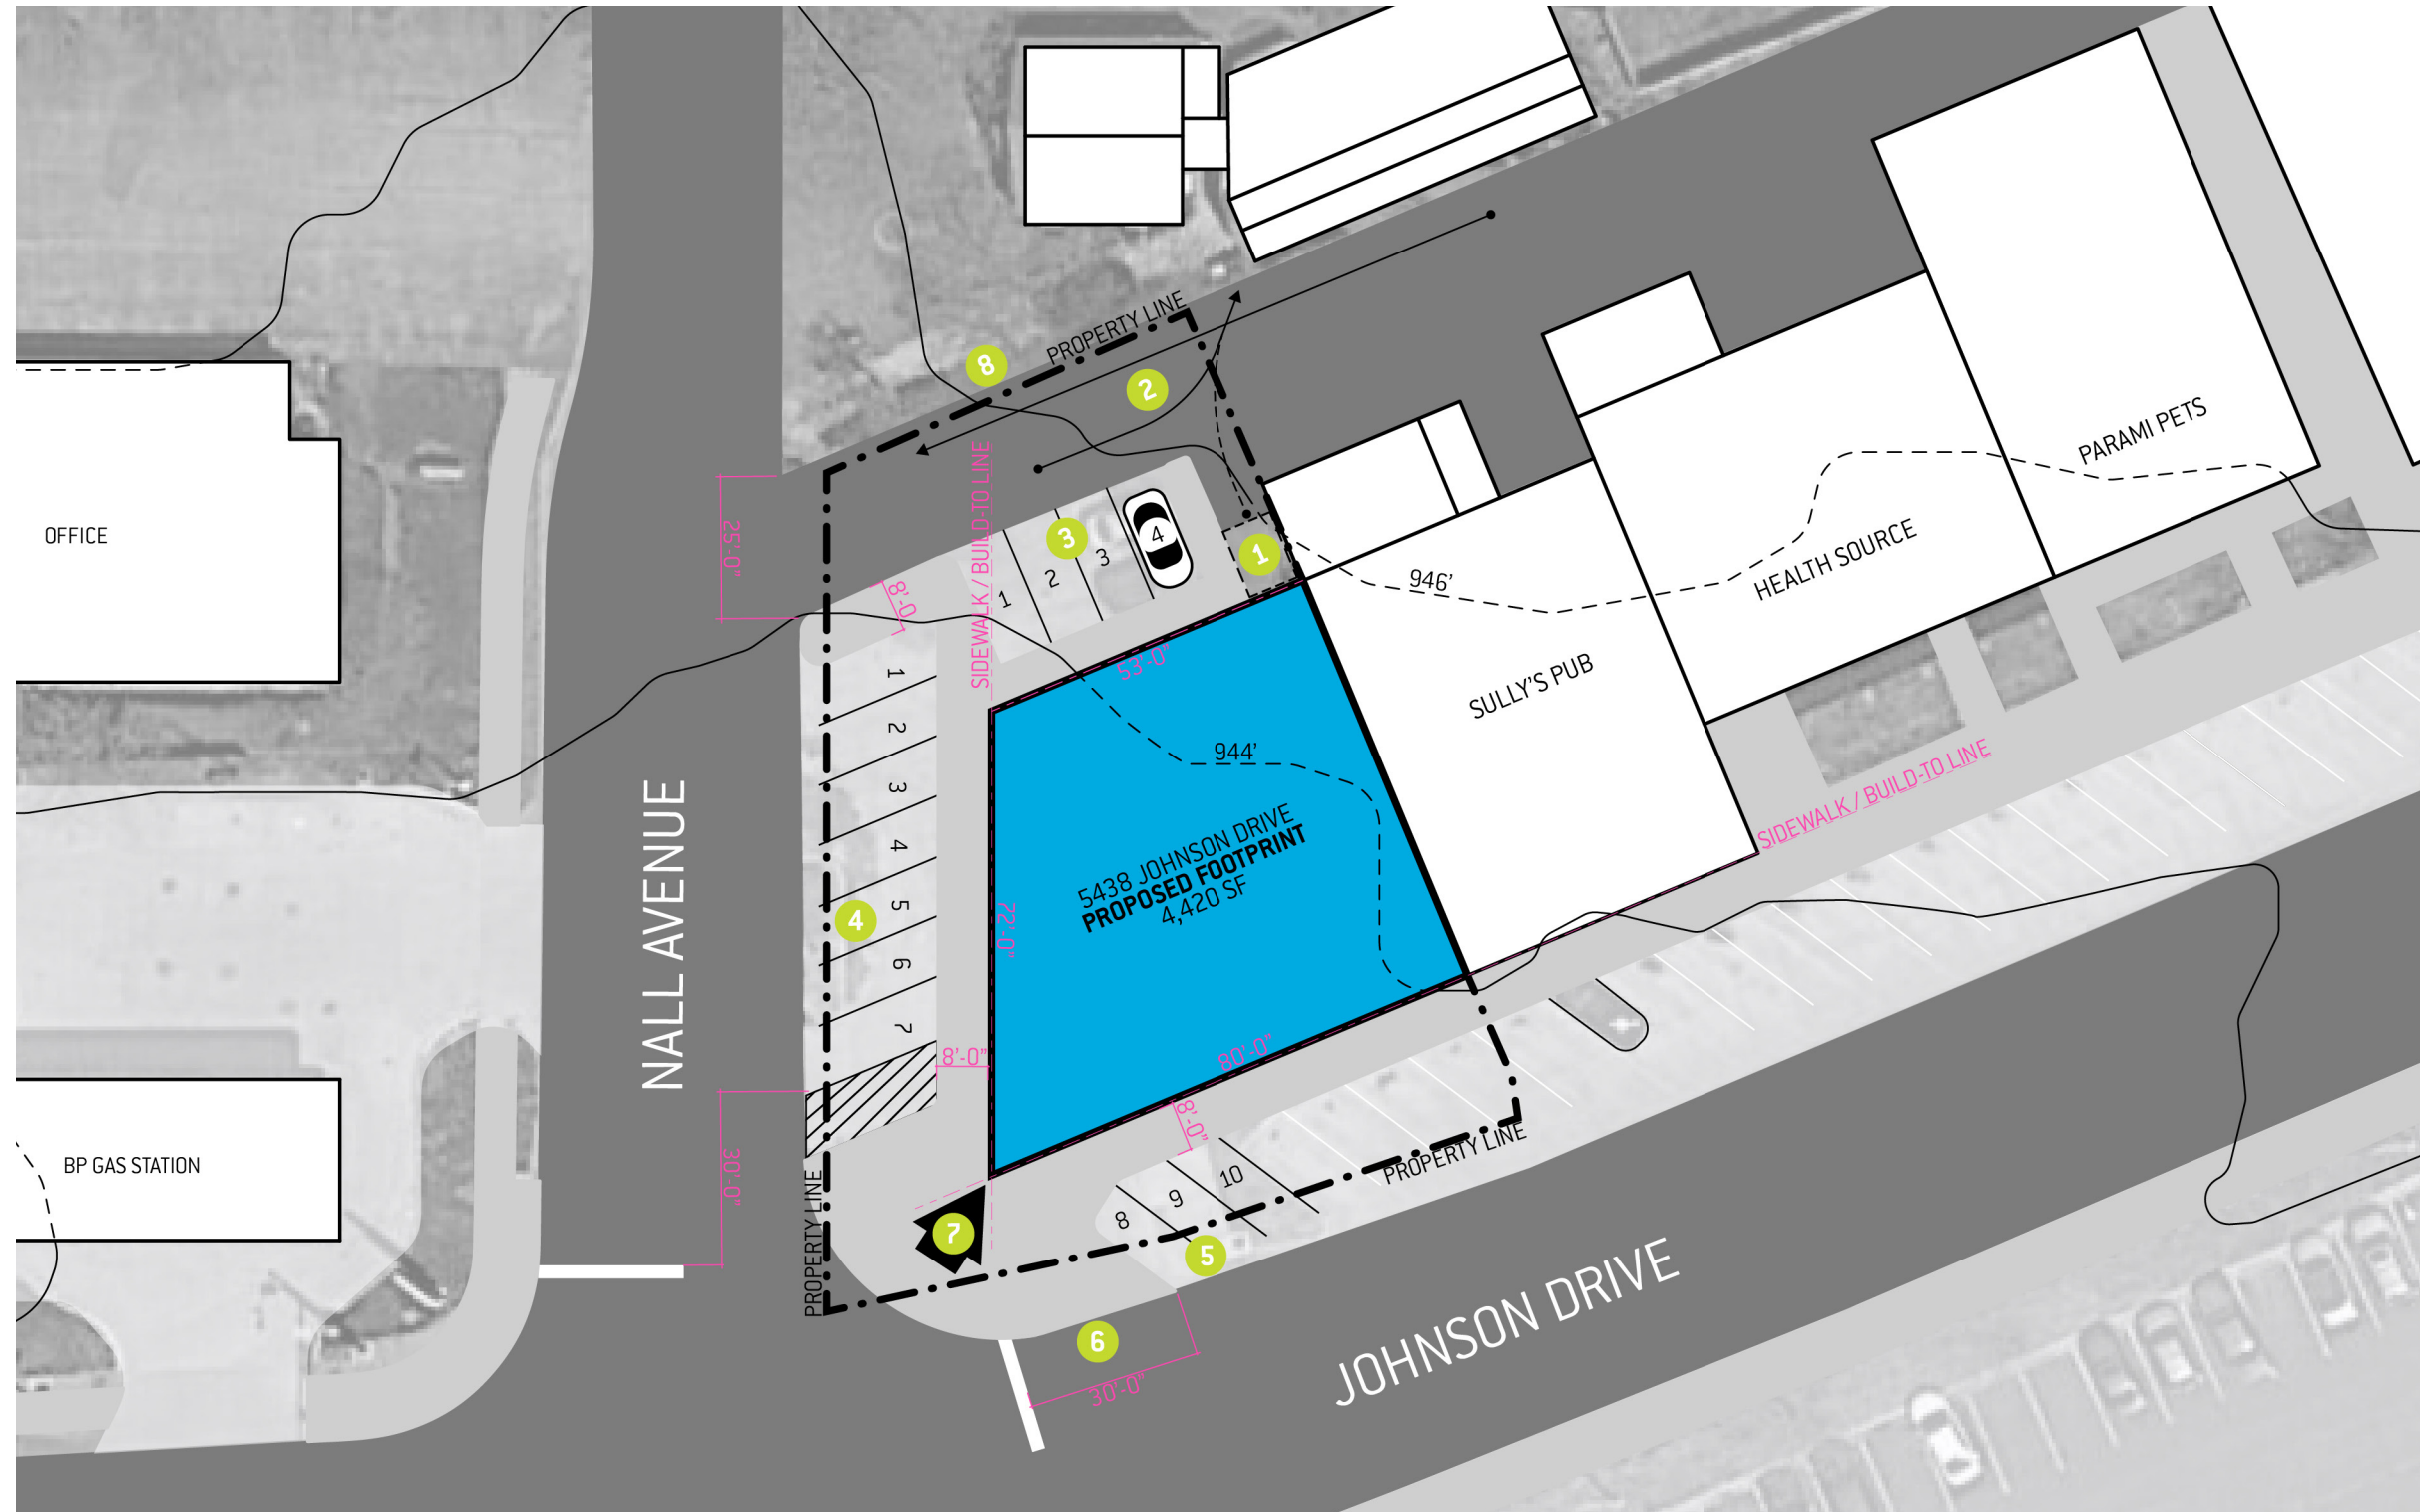 8
PROPERTY LINE
2
SIDEWALK / BUILD-TO LINE
25'-0"
8'-0
3
1
2
3
4
1
OFFICE
PARAMI PETS
HEALTH SOURCE
946'
SULLY'S PUB
53'-0"
944'
SIDEWALK / BUILD-TO LINE
NALL AVENUE
1
2
3
4
5
6
7
4
72'-0"
5438 JOHNSON DRIVE
PROPOSED FOOTPRINT
4,420 SF
8'-0"
80'-0"
8'-0"
30'-0"
BP GAS STATION
PROPERTY LINE
7
8
9
10
5
PROPERTY LINE
6
30'-0"
JOHNSON DRIVE